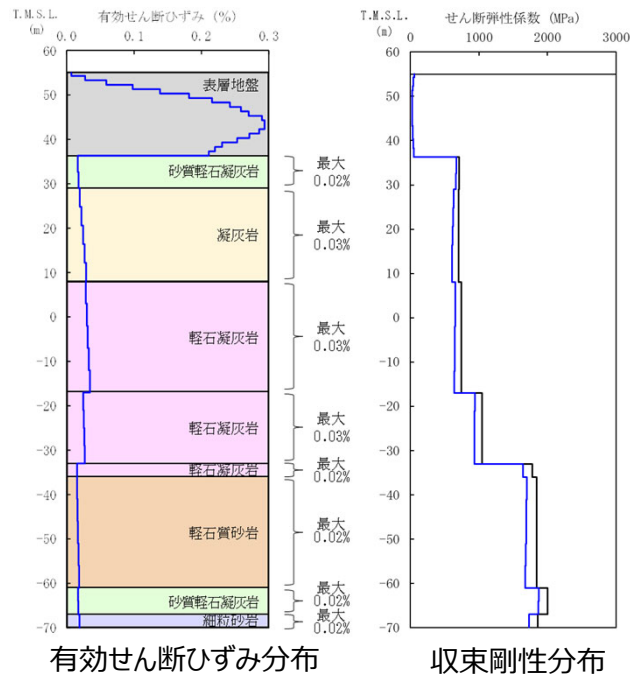 T.M.S.L.
(m)
有効せん断ひずみ (%)
0.0 0.1 0.2 0.3
60
50
40
30
20
10
0
-10
-20
-30
-40
-50
-60
-70
表層地盤
砂質軽石凝灰岩
凝灰岩
軽石凝灰岩
軽石凝灰岩
軽石凝灰岩
軽石質砂岩
砂質軽石凝灰岩
細粒砂岩
最大
0.02%
最大
0.03%
最大
0.03%
最大
0.03%
最大
0.02%
最大
0.02%
最大
0.02%
最大
0.02%
有効せん断ひずみ分布
T.M.S.L.
(m)
せん断弾性係数 (MPa)
0 1000 2000 3000
60
50
40
30
20
10
0
-10
-20
-30
-40
-50
-60
-70
収束剛性分布